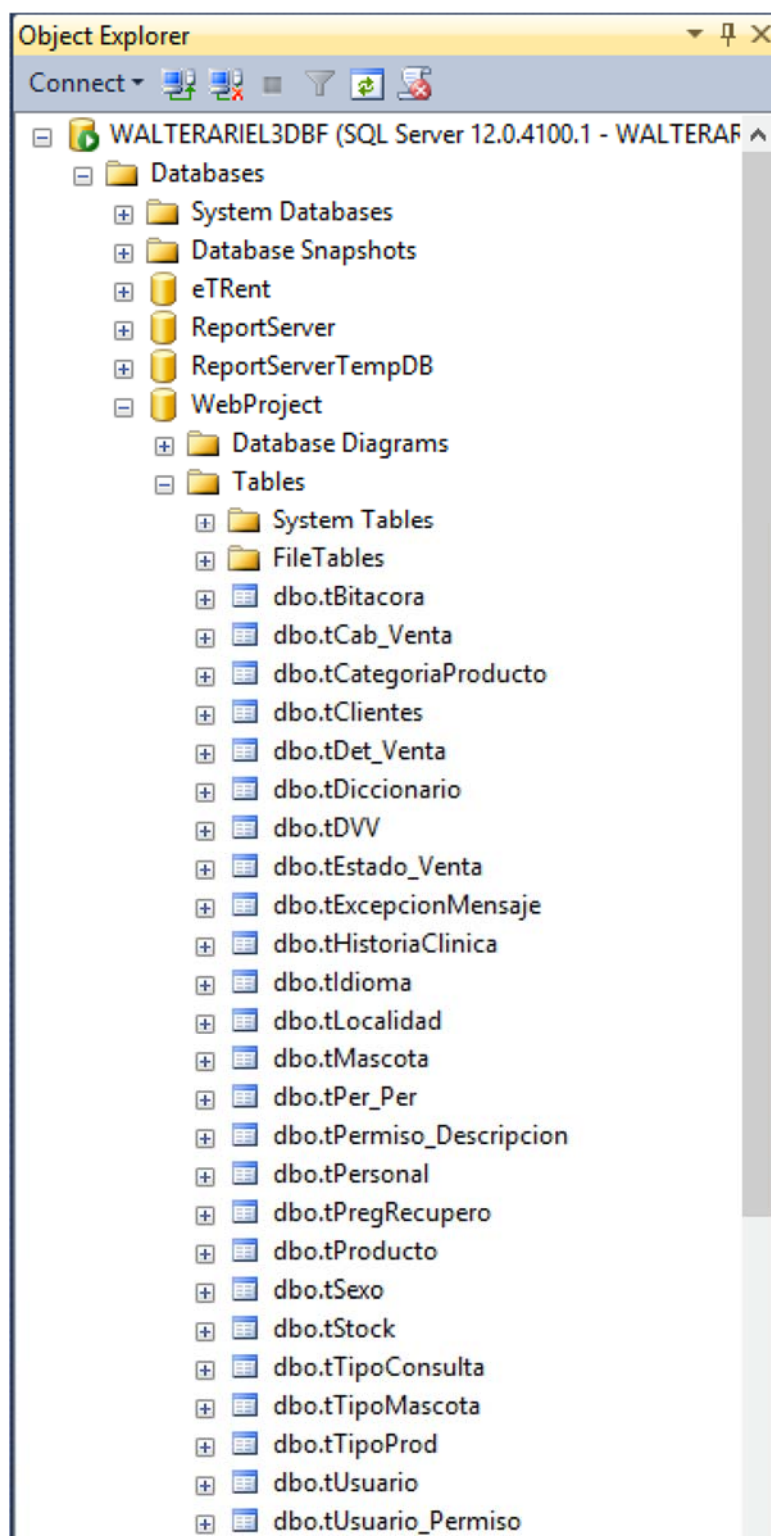 Object Explorer
Connect
WALTERARIEL3DBF (SQL Server 12.0.4100.1 - WALTERAR
Databases
System Databases
Database Snapshots
eTRent
ReportServer
ReportServerTempDB
WebProject
Database Diagrams
Tables
System Tables
FileTables
dbo.tBitacora
dbo.tCab_Venta
dbo.tCategoriaProducto
dbo.tClientes
dbo.tDet_Venta
dbo.tDiccionario
dbo.tDVV
dbo.tEstado_Venta
dbo.tExcepcionMensaje
dbo.tHistoriaClinica
dbo.tIdioma
dbo.tLocalidad
dbo.tMascota
dbo.tPer_Per
dbo.tPermiso_Descripcion
dbo.tPersonal
dbo.tPregRecupero
dbo.tProducto
dbo.tSexo
dbo.tStock
dbo.tTipoConsulta
dbo.tTipoMascota
dbo.tTipoProd
dbo.tUsuario
dbo.tUsuario_Permiso